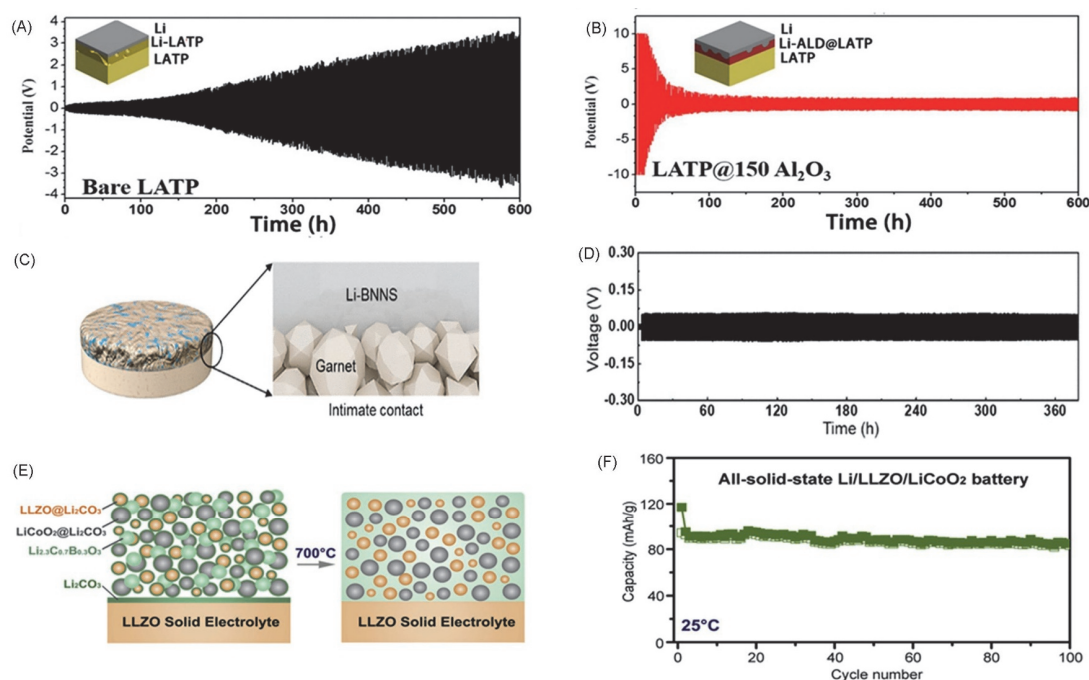 (A)
Li
Li-LATP
LATP
Potential (V)
4
3
2
1
0
-1
-2
-3
-4
Bare LATP
0 100 200 300 400 500 600
Time (h)
(B)
Li
Li-ALD@LATP
LATP
Potential (V)
10
5
0
-5
-10
LATP@150 Al₂O₃
0 100 200 300 400 500 600
Time (h)
(C)
Li-BNNS
Garnet
Intimate contact
(D)
Voltage (V)
0.30
0.15
0.00
-0.15
-0.30
0 60 120 180 240 300 360
Time (h)
(E)
LLZO@Li₂CO₃
LiCoO₂@Li₂CO₃
Li₂.₃C₀.₇B₀.₃O₃
Li₂CO₃
700°C
LLZO Solid Electrolyte
LLZO Solid Electrolyte
(F)
Capacity (mAh/g)
160
120
80
40
0
All-solid-state Li/LLZO/LiCoO₂ battery
25°C
0 20 40 60 80 100
Cycle number